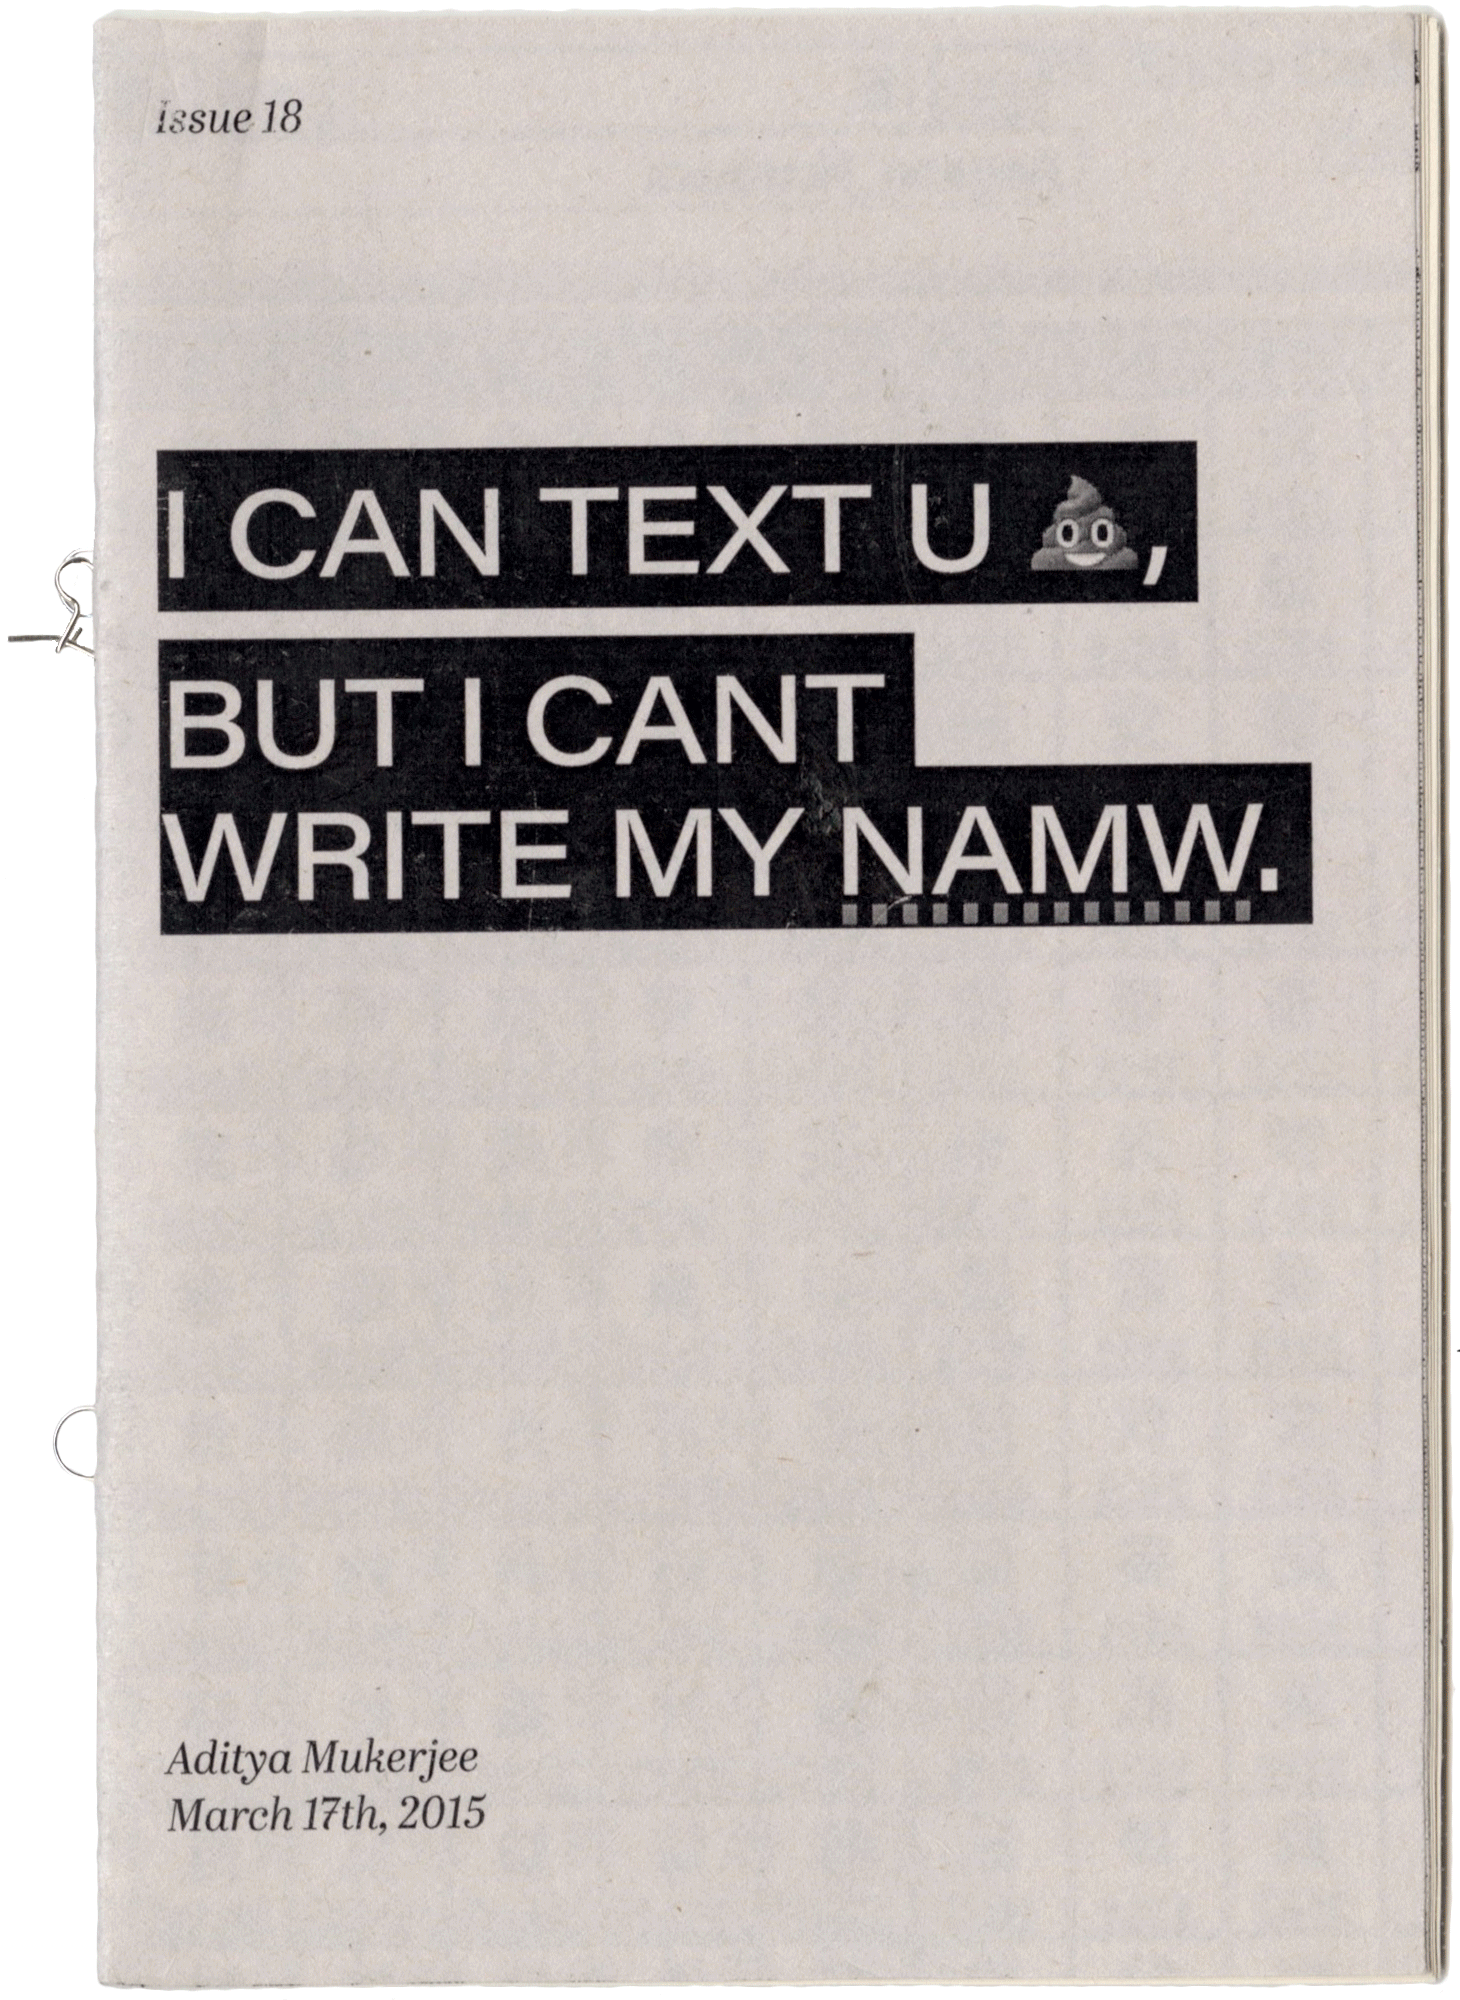 Issue 18
I CAN TEXT U 💩,
BUT I CANT
WRITE MY NAMW.
Aditya Mukerjee
March 17th, 2015